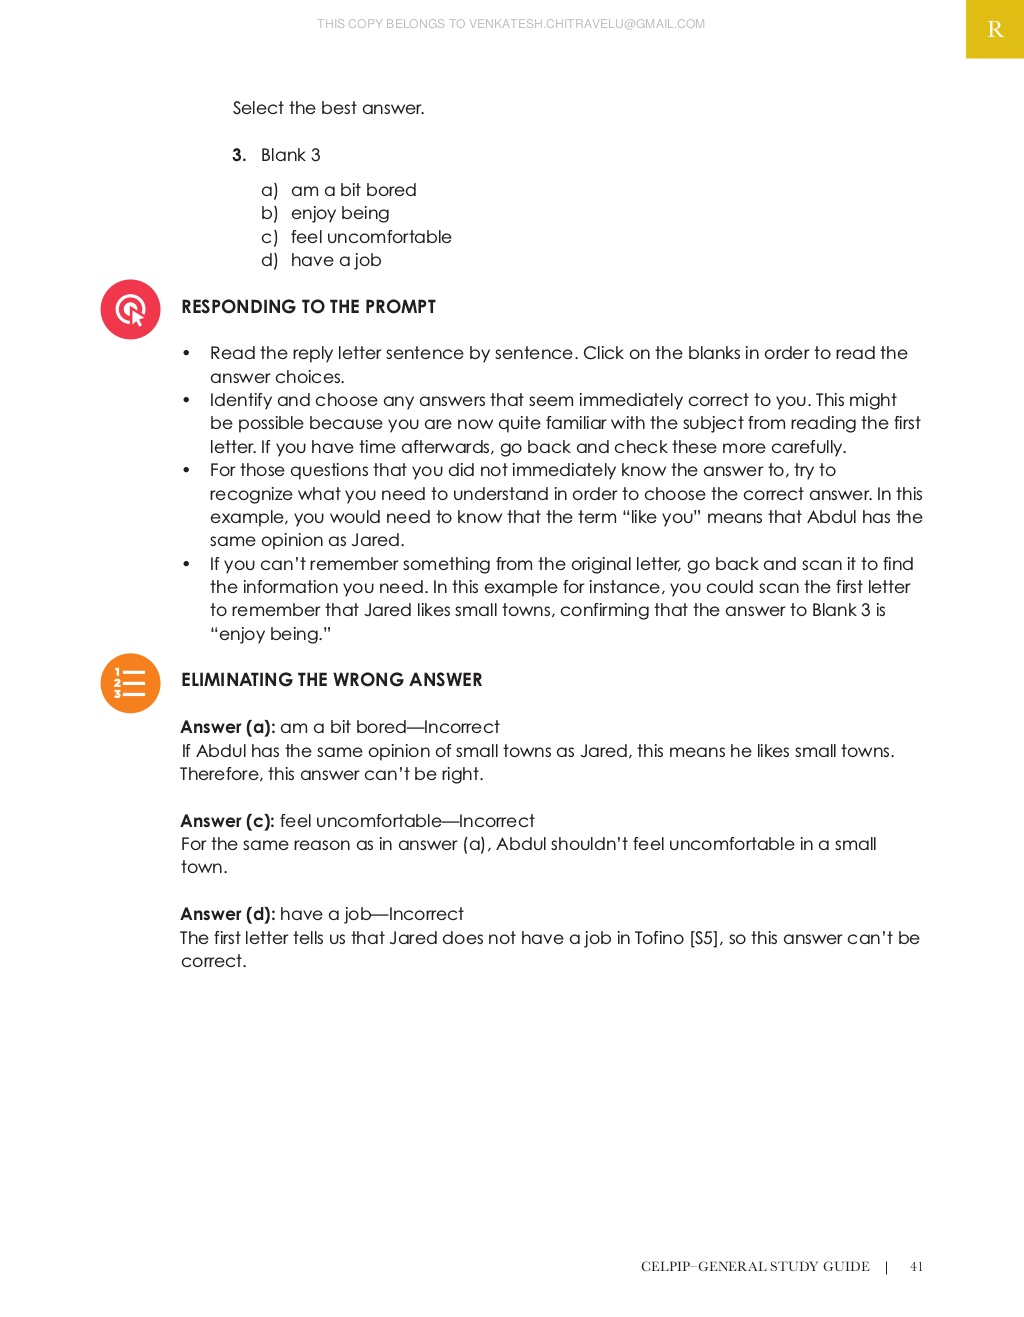 THIS COPY BELONGS TO VENKATESH.CHITRAVELU@GMAIL.COM
R
Select the best answer.
3. Blank 3
a) am a bit bored
b) enjoy being
c) feel uncomfortable
d) have a job
RESPONDING TO THE PROMPT
• Read the reply letter sentence by sentence. Click on the blanks in order to read the
answer choices.
• Identify and choose any answers that seem immediately correct to you. This might
be possible because you are now quite familiar with the subject from reading the first
letter. If you have time afterwards, go back and check these more carefully.
• For those questions that you did not immediately know the answer to, try to
recognize what you need to understand in order to choose the correct answer. In this
example, you would need to know that the term “like you” means that Abdul has the
same opinion as Jared.
• If you can’t remember something from the original letter, go back and scan it to find
the information you need. In this example for instance, you could scan the first letter
to remember that Jared likes small towns, confirming that the answer to Blank 3 is
“enjoy being.”
1
2
3
ELIMINATING THE WRONG ANSWER
Answer (a): am a bit bored—Incorrect
If Abdul has the same opinion of small towns as Jared, this means he likes small towns.
Therefore, this answer can’t be right.
Answer (c): feel uncomfortable—Incorrect
For the same reason as in answer (a), Abdul shouldn’t feel uncomfortable in a small
town.
Answer (d): have a job—Incorrect
The first letter tells us that Jared does not have a job in Tofino [S5], so this answer can’t be
correct.
CELPIP–GENERAL STUDY GUIDE | 41